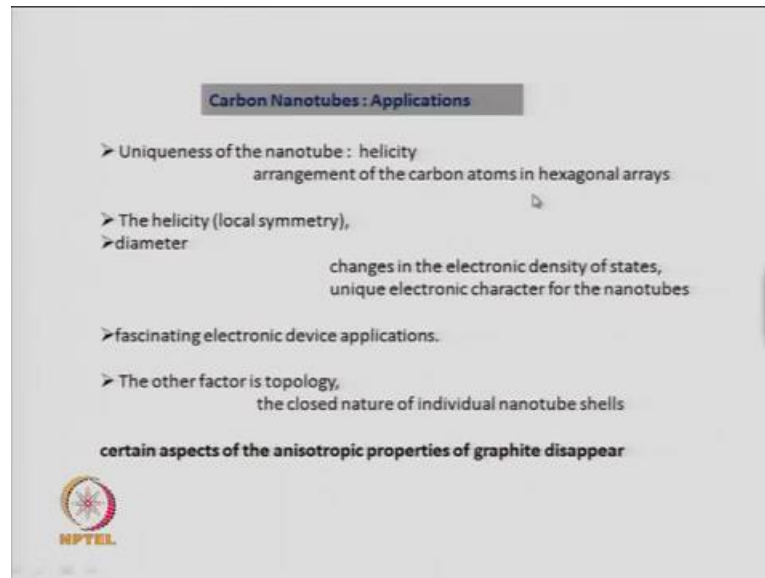 Carbon Nanotubes : Applications
➢ Uniqueness of the nanotube : helicity
arrangement of the carbon atoms in hexagonal arrays
➢ The helicity (local symmetry),
➢diameter
changes in the electronic density of states,
unique electronic character for the nanotubes
➢fascinating electronic device applications.
➢ The other factor is topology,
the closed nature of individual nanotube shells
certain aspects of the anisotropic properties of graphite disappear
NPTEL